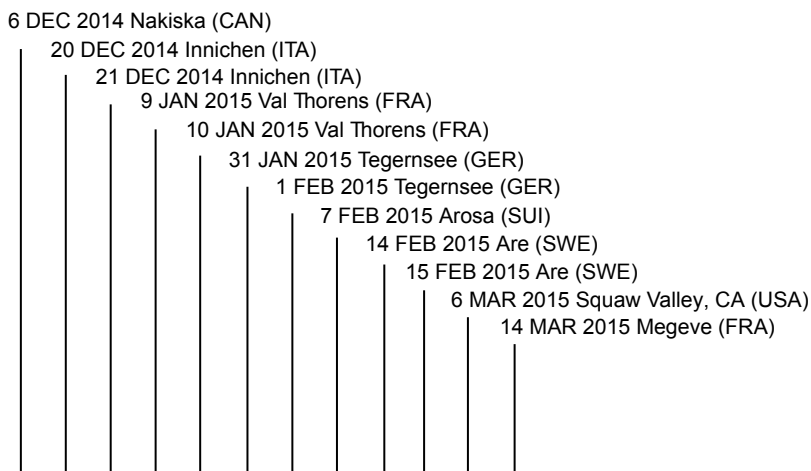 6 DEC 2014 Nakiska (CAN)
20 DEC 2014 Innichen (ITA)
21 DEC 2014 Innichen (ITA)
9 JAN 2015 Val Thorens (FRA)
10 JAN 2015 Val Thorens (FRA)
31 JAN 2015 Tegernsee (GER)
1 FEB 2015 Tegernsee (GER)
7 FEB 2015 Arosa (SUI)
14 FEB 2015 Are (SWE)
15 FEB 2015 Are (SWE)
6 MAR 2015 Squaw Valley, CA (USA)
14 MAR 2015 Megeve (FRA)